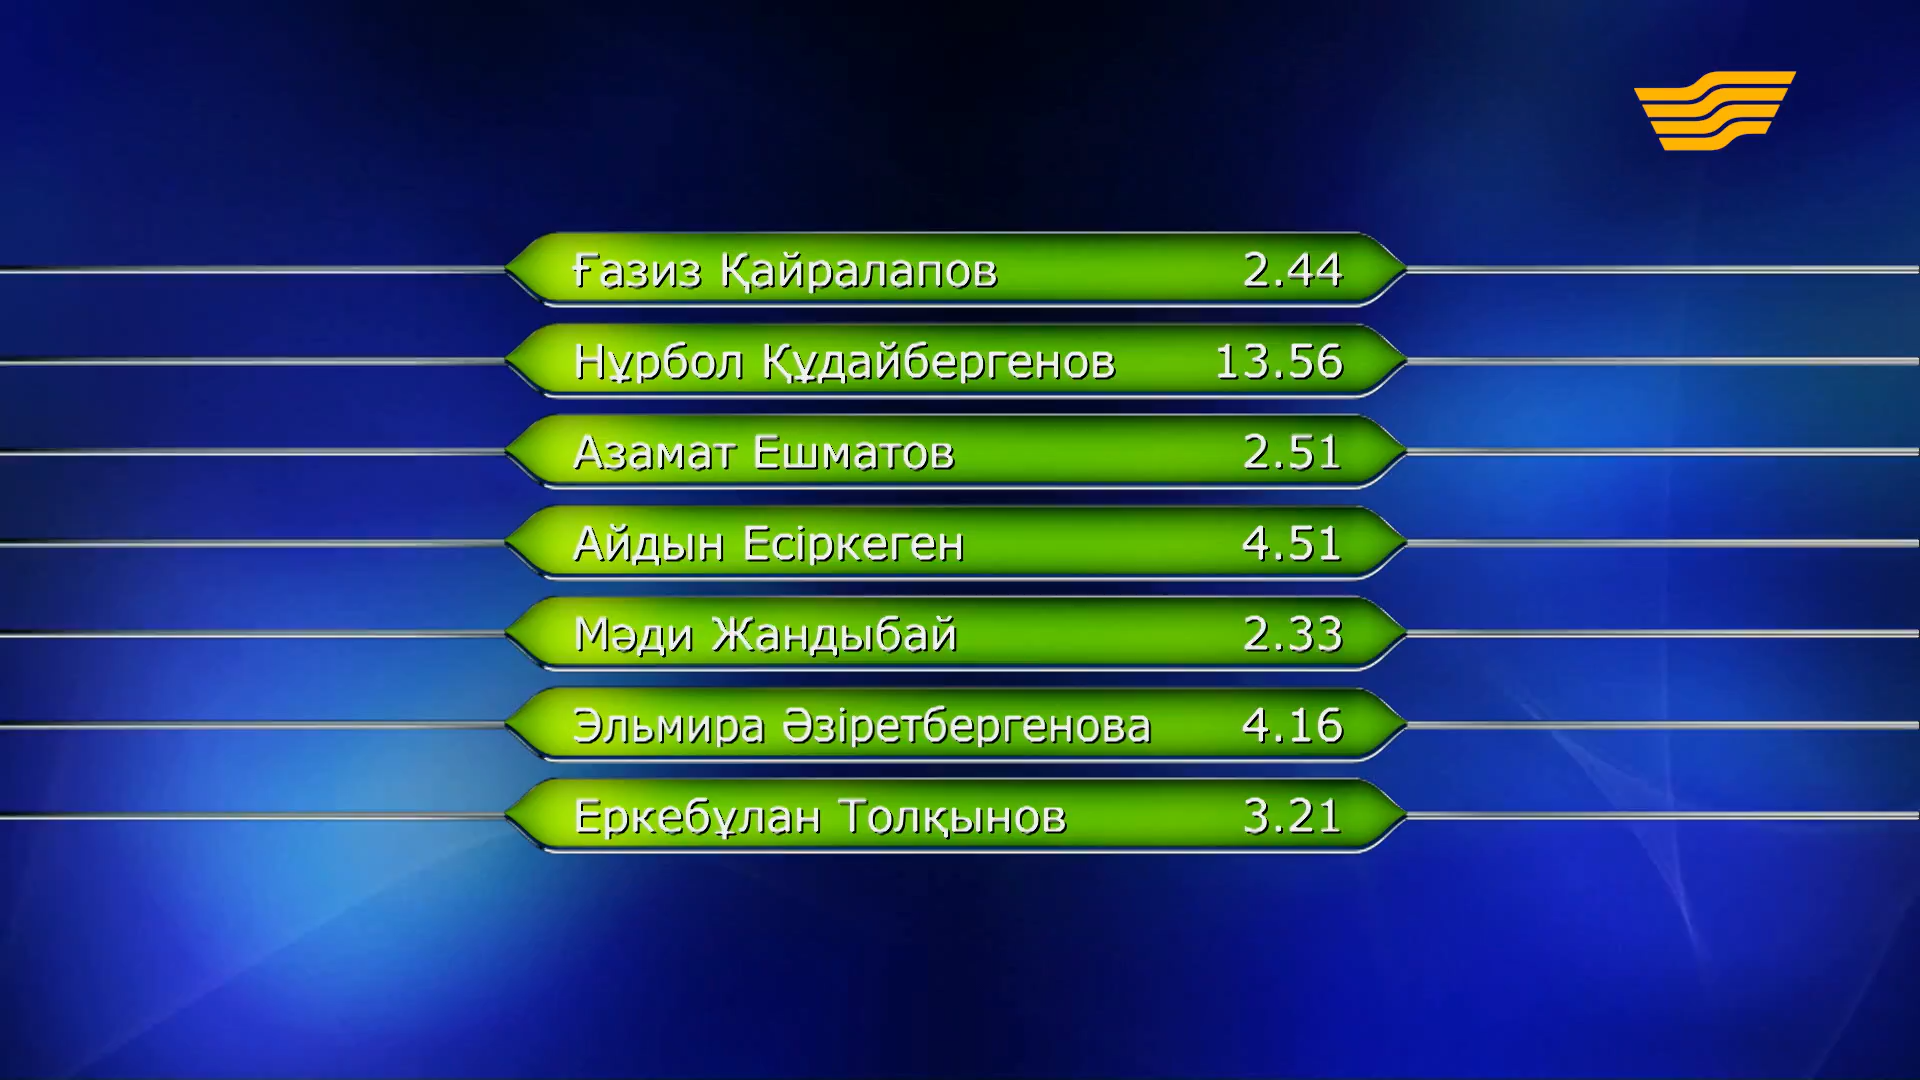 Ғазиз Қайралапов 2.44
Нұрбол Құдайбергенов 13.56
Азамат Ешматов 2.51
Айдын Есіркеген 4.51
Мәди Жандыбай 2.33
Эльмира Әзіретбергенова 4.16
Еркебұлан Толқынов 3.21